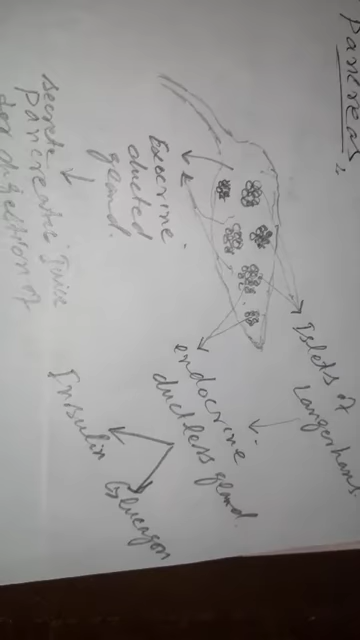 Pancreas
Islets of
Langerhans
endocrine
ductless gland.
Insulin
Glucagon
Exocrine -
ducted
gland.
secrete
Pancreatic Juice
for digestion of